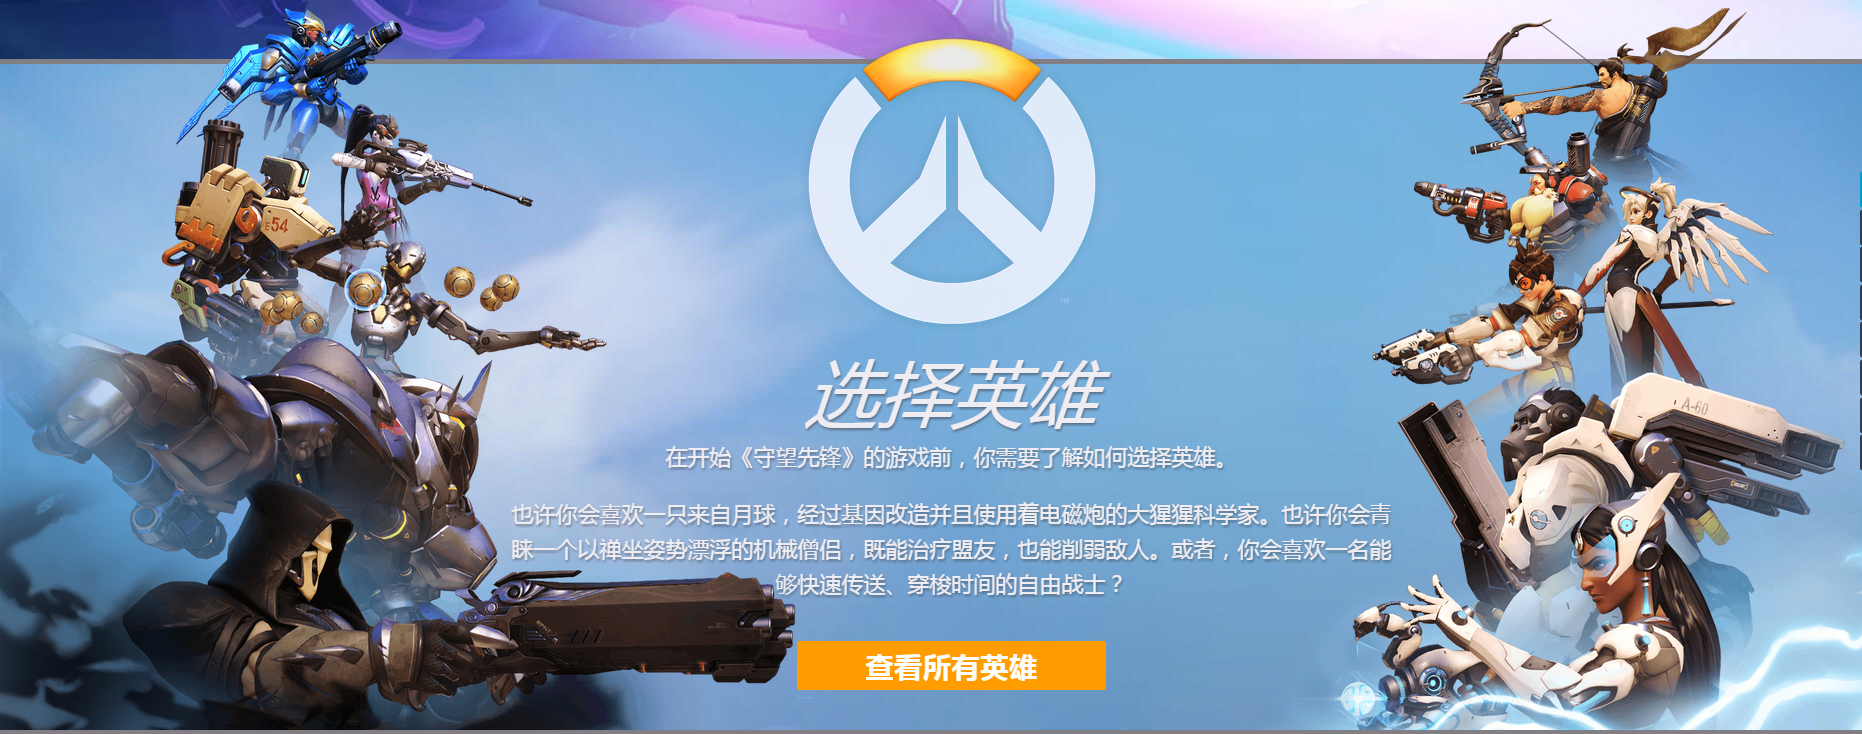 选择英雄
在开始《守望先锋》的游戏前，你需要了解如何选择英雄。
也许你会喜欢一只来自月球，经过基因改造并且使用着电磁炮的大猩猩科学家。也许你会青
睐一个以禅坐姿势漂浮的机械僧侣，既能治疗盟友，也能削弱敌人。或者，你会喜欢一名能
够快速传送、穿梭时间的自由战士？
查看所有英雄
E54
A-60
TM